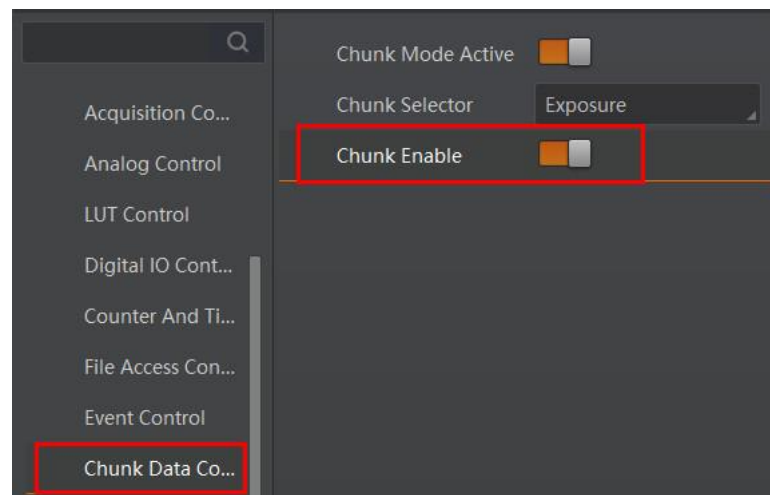 Chunk Mode Active
Acquisition Co...
Chunk Selector Exposure
Analog Control
Chunk Enable
LUT Control
Digital IO Cont...
Counter And Ti...
File Access Con...
Event Control
Chunk Data Co...